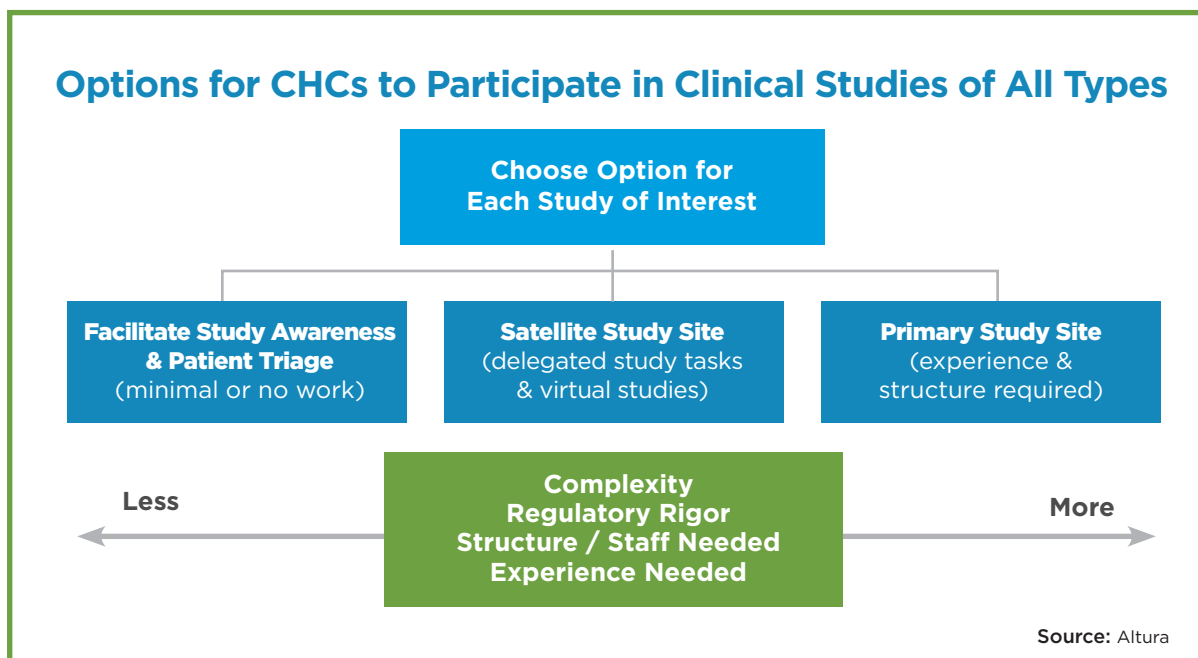 Options for CHCs to Participate in Clinical Studies of All Types
Choose Option for
Each Study of Interest
Facilitate Study Awareness
& Patient Triage
(minimal or no work)
Satellite Study Site
(delegated study tasks
& virtual studies)
Primary Study Site
(experience &
structure required)
Less
Complexity
Regulatory Rigor
Structure / Staff Needed
Experience Needed
More
Source: Altura